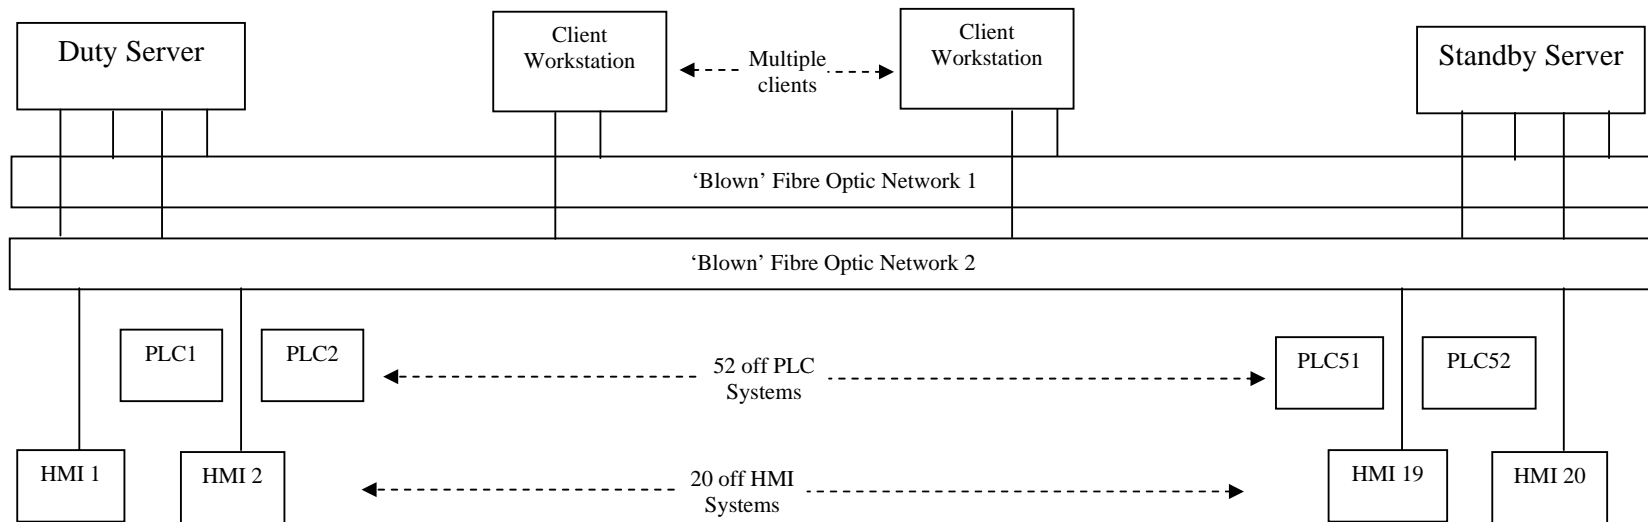 Duty Server
Client
Workstation
Multiple
clients
Client
Workstation
Standby Server
‘Blown’ Fibre Optic Network 1
‘Blown’ Fibre Optic Network 2
PLC1
PLC2
52 off PLC
Systems
PLC51
PLC52
HMI 1
HMI 2
20 off HMI
Systems
HMI 19
HMI 20